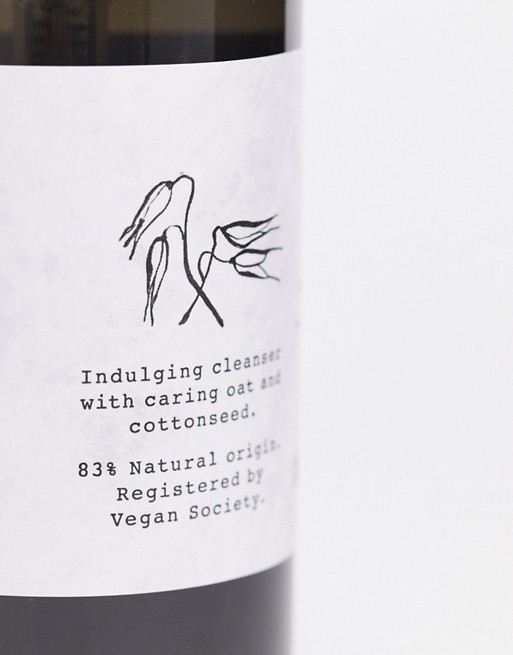 Indulging cleanser
with caring oat and
cottonseed.
83% Natural origin.
Registered by
Vegan Society.